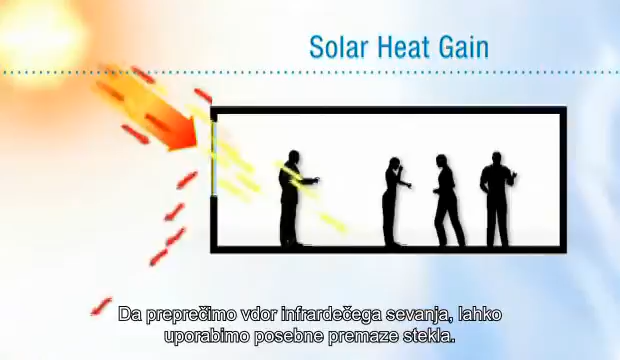 Solar Heat Gain
Da preprečimo vdor infrardečega sevanja, lahko
uporabimo posebne premaze stekla.